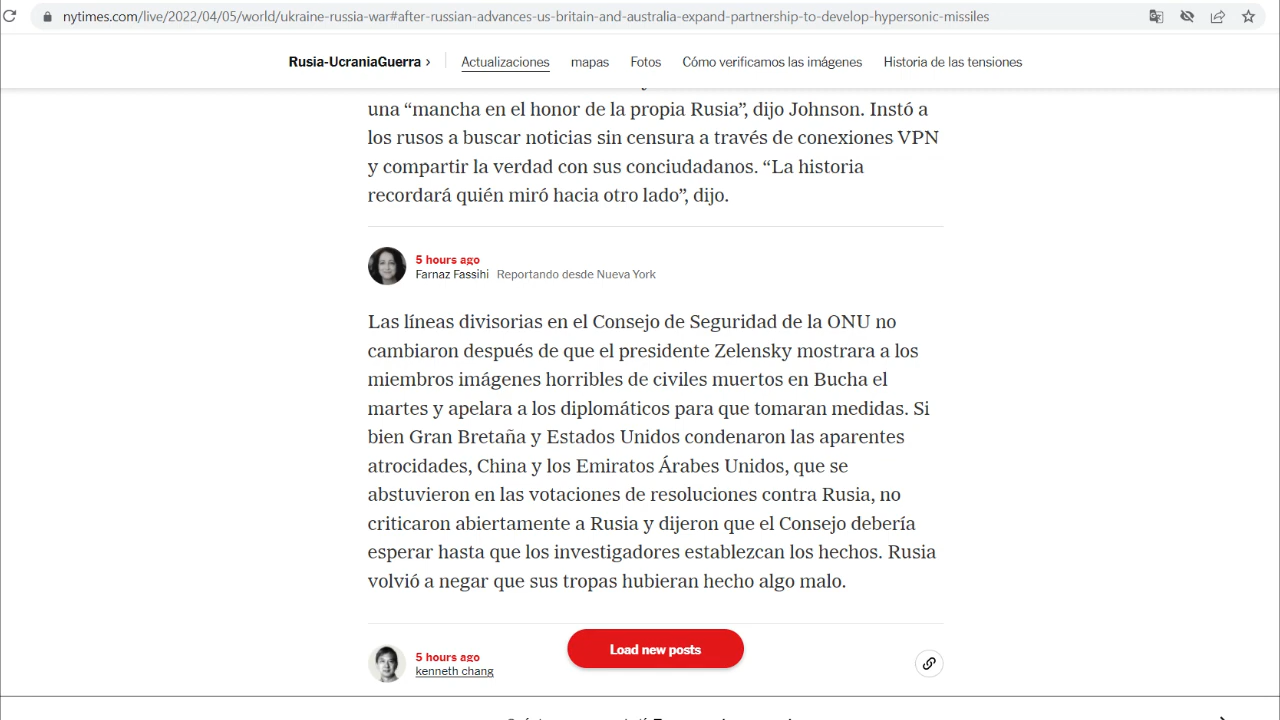 nytimes.com/live/2022/04/05/world/ukraine-russia-war#after-russian-advances-us-britain-and-australia-expand-partnership-to-develop-hypersonic-missiles
Rusia-UcraniaGuerra › Actualizaciones mapas Fotos Cómo verificamos las imágenes Historia de las tensiones
una “mancha en el honor de la propia Rusia”, dijo Johnson. Instó a
los rusos a buscar noticias sin censura a través de conexiones VPN
y compartir la verdad con sus conciudadanos. “La historia
recordará quién miró hacia otro lado”, dijo.
5 hours ago
Farnaz Fassihi Reportando desde Nueva York
Las líneas divisorias en el Consejo de Seguridad de la ONU no
cambiaron después de que el presidente Zelensky mostrara a los
miembros imágenes horribles de civiles muertos en Bucha el
martes y apelara a los diplomáticos para que tomaran medidas. Si
bien Gran Bretaña y Estados Unidos condenaron las aparentes
atrocidades, China y los Emiratos Árabes Unidos, que se
abstuvieron en las votaciones de resoluciones contra Rusia, no
criticaron abiertamente a Rusia y dijeron que el Consejo debería
esperar hasta que los investigadores establezcan los hechos. Rusia
volvió a negar que sus tropas hubieran hecho algo malo.
Load new posts
5 hours ago
kenneth chang